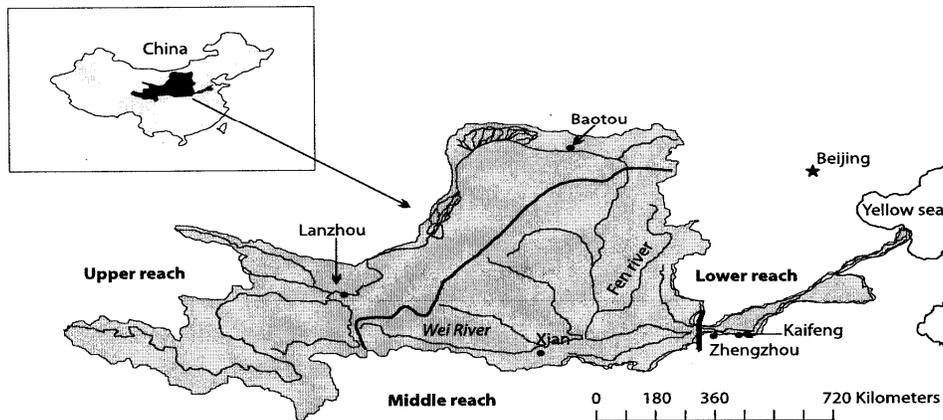 China
Baotou
Beijing
Yellow sea
Lanzhou
Upper reach
Fen river
Lower reach
Wei River
Xian
Kaifeng
Zhengzhou
Middle reach
0 180 360 720 Kilometers